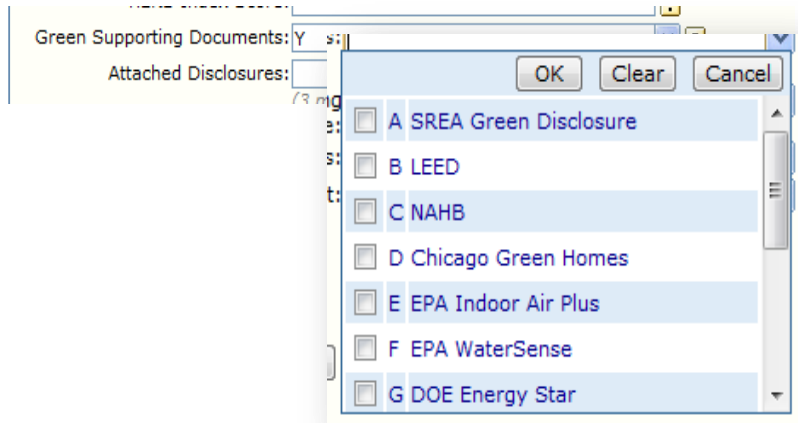 Green Supporting Documents: Y s:
Attached Disclosures:
OK Clear Cancel
A SREA Green Disclosure
B LEED
C NAHB
D Chicago Green Homes
E EPA Indoor Air Plus
F EPA WaterSense
G DOE Energy Star